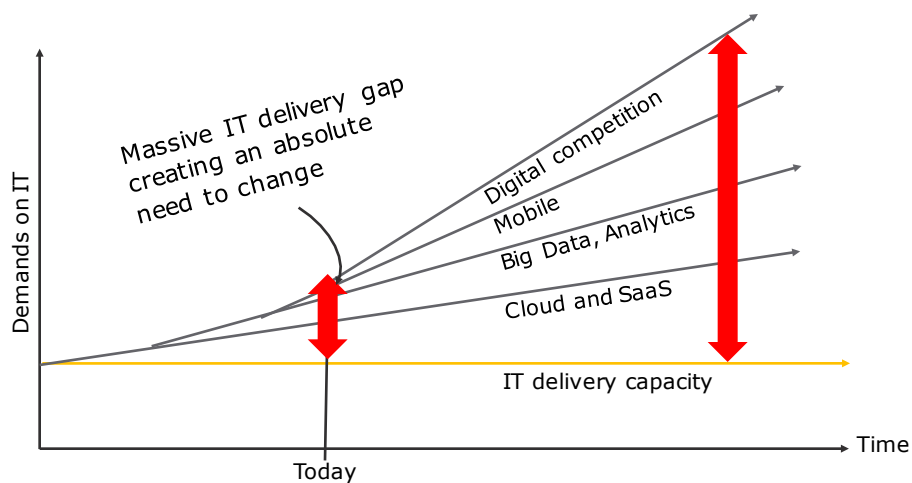 Demands on IT
Massive IT delivery gap
creating an absolute
need to change
Digital competition
Mobile
Big Data, Analytics
Cloud and SaaS
IT delivery capacity
Time
Today